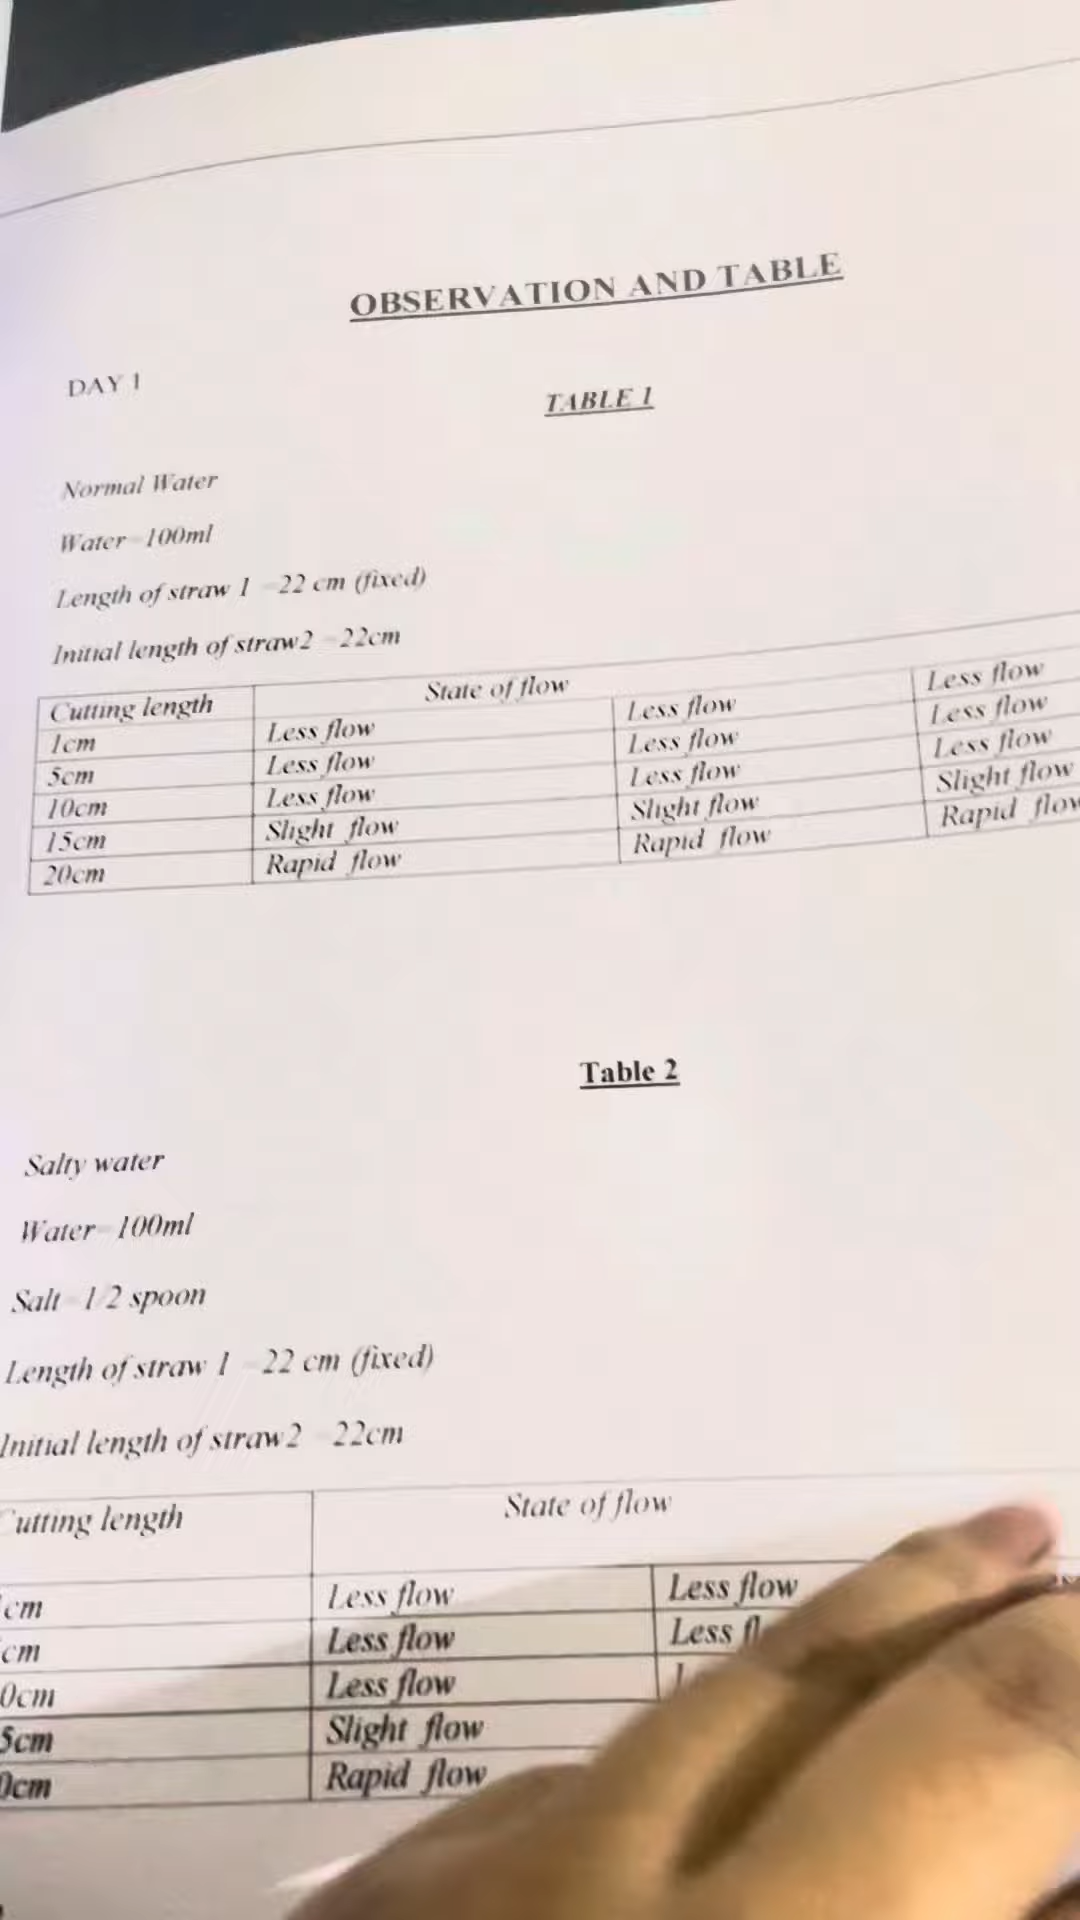 OBSERVATION AND TABLE
DAY 1
TABLE 1
Normal Water
Water=100ml
Length of straw 1 =22 cm (fixed)
Initial length of straw2 =22cm
Cutting length State of flow
1cm Less flow Less flow Less flow
5cm Less flow Less flow Less flow
10cm Less flow Less flow Less flow
15cm Slight flow Slight flow Slight flow
20cm Rapid flow Rapid flow Rapid flow
Table 2
Salty water
Water=100ml
Salt=1/2 spoon
Length of straw 1 =22 cm (fixed)
Initial length of straw2 =22cm
Cutting length State of flow
cm Less flow Less flow
cm Less flow Less
0cm Less flow
5cm Slight flow
0cm Rapid flow